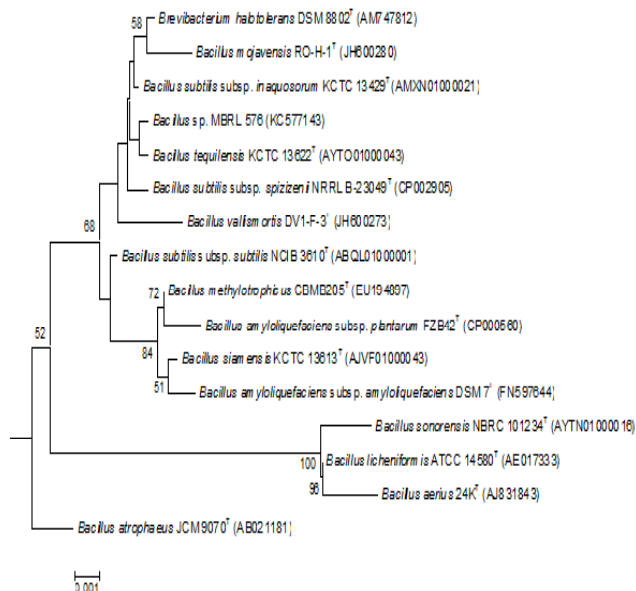 58
Brevibacterium halotolerans DSM 8802T (AM747812)
Bacillus mojavensis RO-H-1T (JH600280)
Bacillus subtilis subsp. inaquosorum KCTC 13429T (AMXN01000021)
Bacillus sp. MBRL 576 (KC577143)
Bacillus tequilensis KCTC 13622T (AYTO01000043)
Bacillus subtilis subsp. spizizenii NRRL B-23049T (CP002905)
68
Bacillus vallismortis DV1-F-3T (JH600273)
Bacillus subtilis subsp. subtilis NCIB 3610T (ABQL01000001)
72
Bacillus methylotrophicus CBMB205T (EU194897)
52
Bacillus amyloliquefaciens subsp. plantarum FZB42T (CP000560)
84
Bacillus siamensis KCTC 13613T (AJVF01000043)
51
Bacillus amyloliquefaciens subsp. amyloliquefaciens DSM 7T (FN597644)
Bacillus sonorensis NBRC 101234T (AYTN01000016)
100
Bacillus licheniformis ATCC 14580T (AE017333)
96
Bacillus aerius 24KT (AJ831843)
Bacillus atrophaeus JCM9070T (AB021181)
0.001